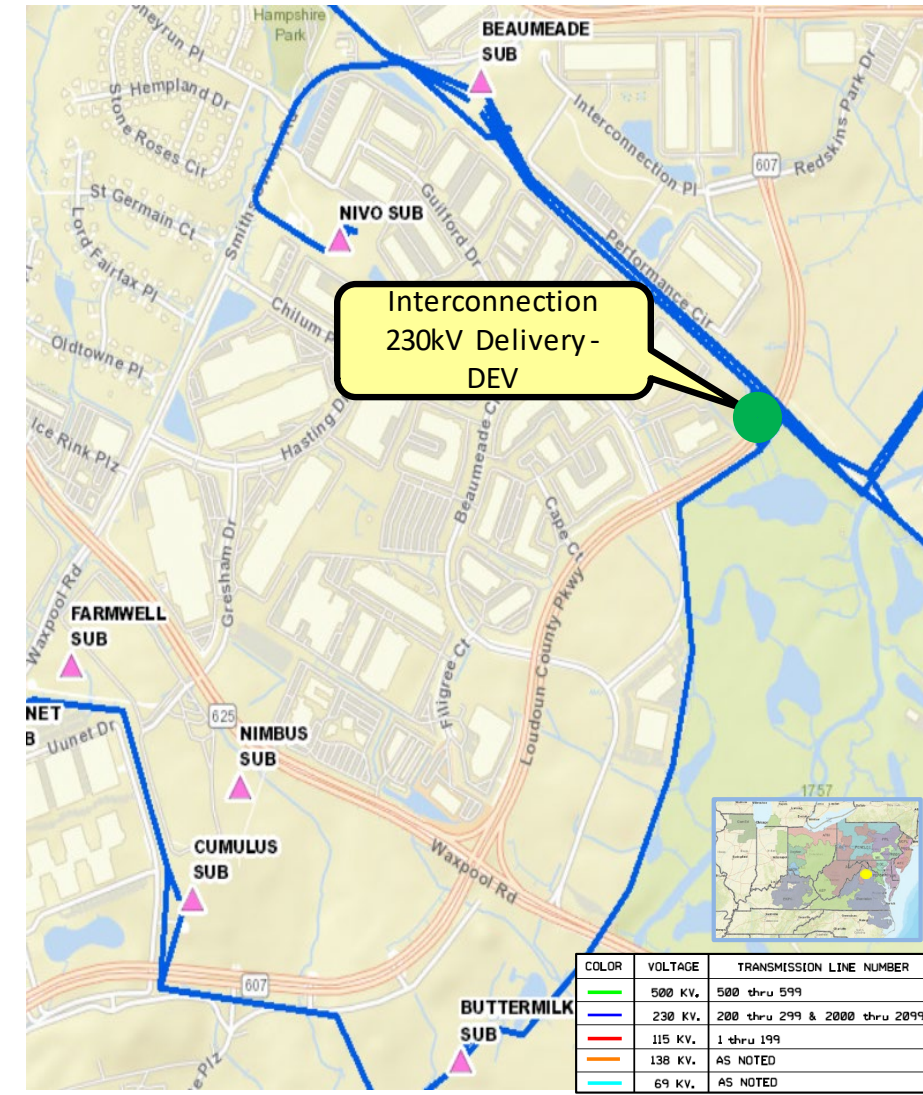 Hampshire
Park
BEAUMEADE
SUB
Hempland Dr
Stone Roses Cir
St Germain Ct
Lord Fairfax Pl
Oldtowne Pl
Ice Rink Plz
Interconnection Pl
607
Redskins Park Dr
NIVO SUB
Guilford Dr
Performance Cir
Interconnection
230kV Delivery -
DEV
Hasting Dr
Beaumeade Cir
Cape Ct
Gresham Dr
Loudoun County Pkwy
Filigree Ct
Waxpool Rd
FARMWELL
SUB
NET
B
Uunet Dr
625
NIMBUS
SUB
CUMULUS
SUB
Waxpool Rd
1757
607
BUTTERMILK
SUB
COLOR VOLTAGE TRANSMISSION LINE NUMBER
500 KV. 500 thru 599
230 KV. 200 thru 299 & 2000 thru 2099
115 KV. 1 thru 199
138 KV. AS NOTED
69 KV. AS NOTED